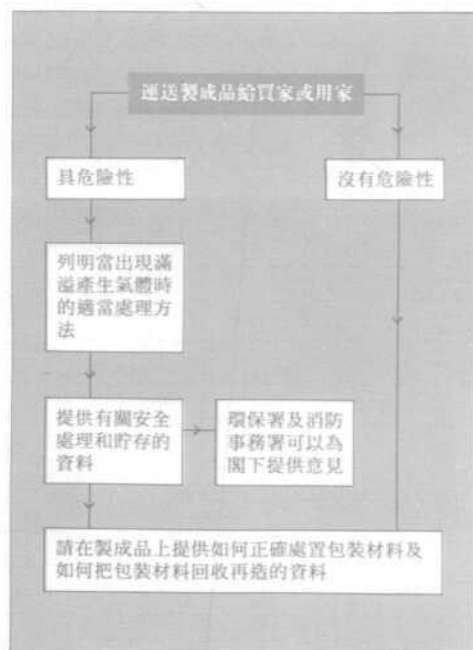 運送製成品給買家或用家
具危險性
沒有危險性
列明當出現滿
溢產生氣體時
的適當處理方
法
提供有關安全
處理和貯存的
資料
環保署及消防
事務署可以為
閣下提供意見
請在製成品上提供如何正確處置包裝材料及
如何把包裝材料回收再造的資料